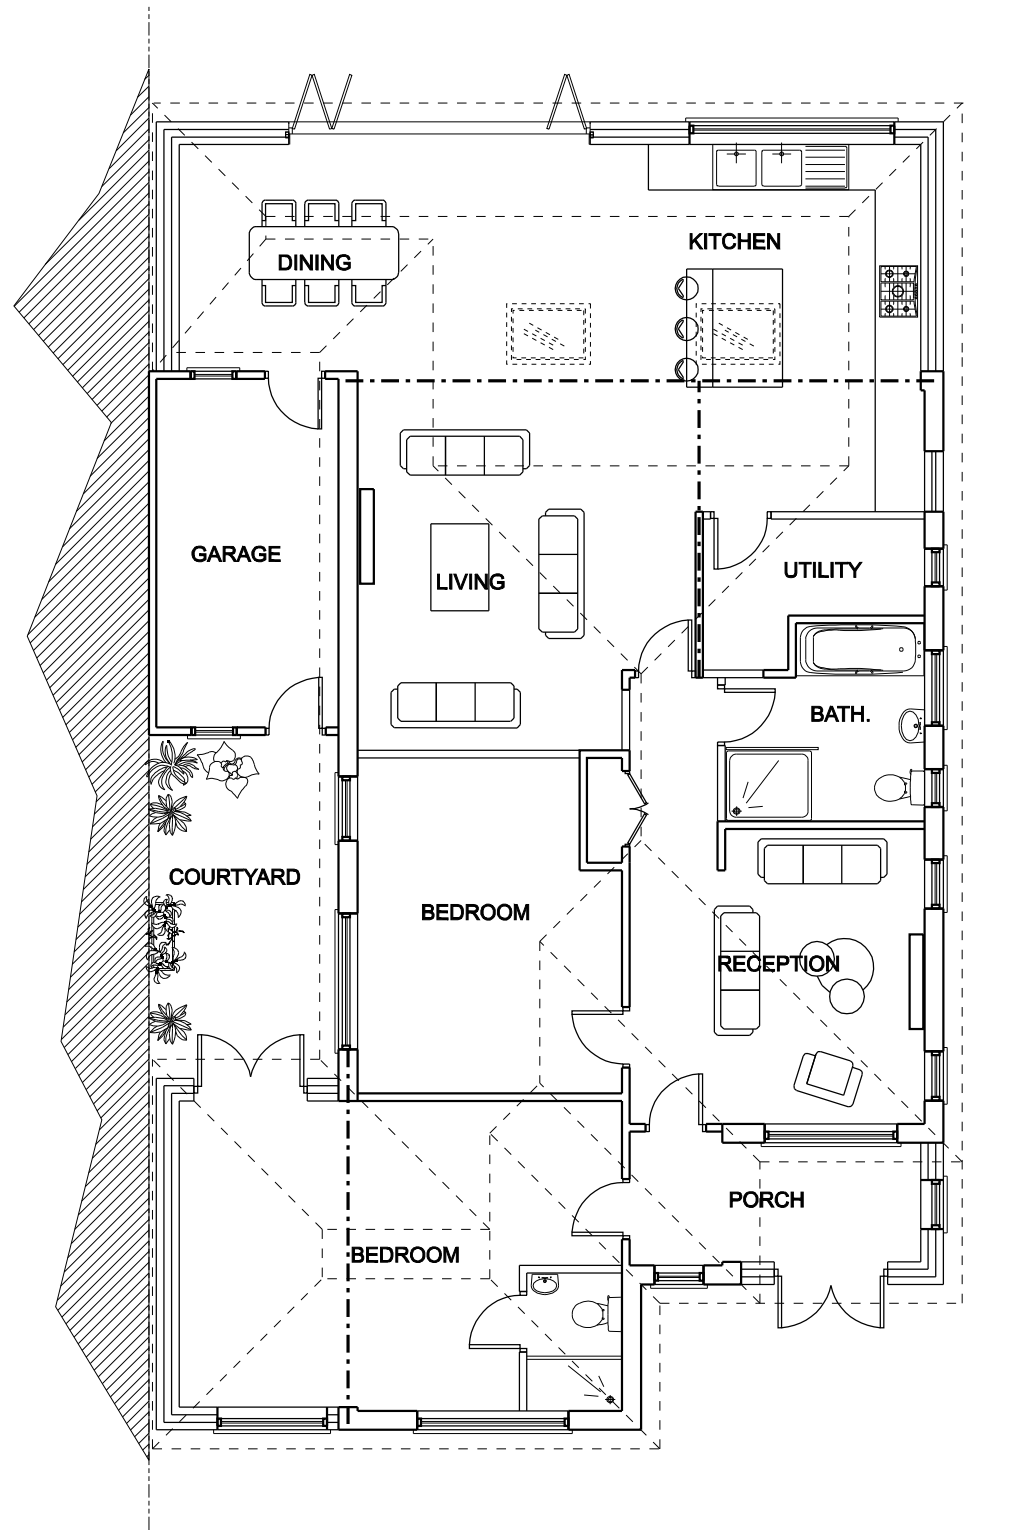 KITCHEN
DINING
GARAGE
UTILITY
LIVING
BATH.
COURTYARD
BEDROOM
RECEPTION
PORCH
BEDROOM